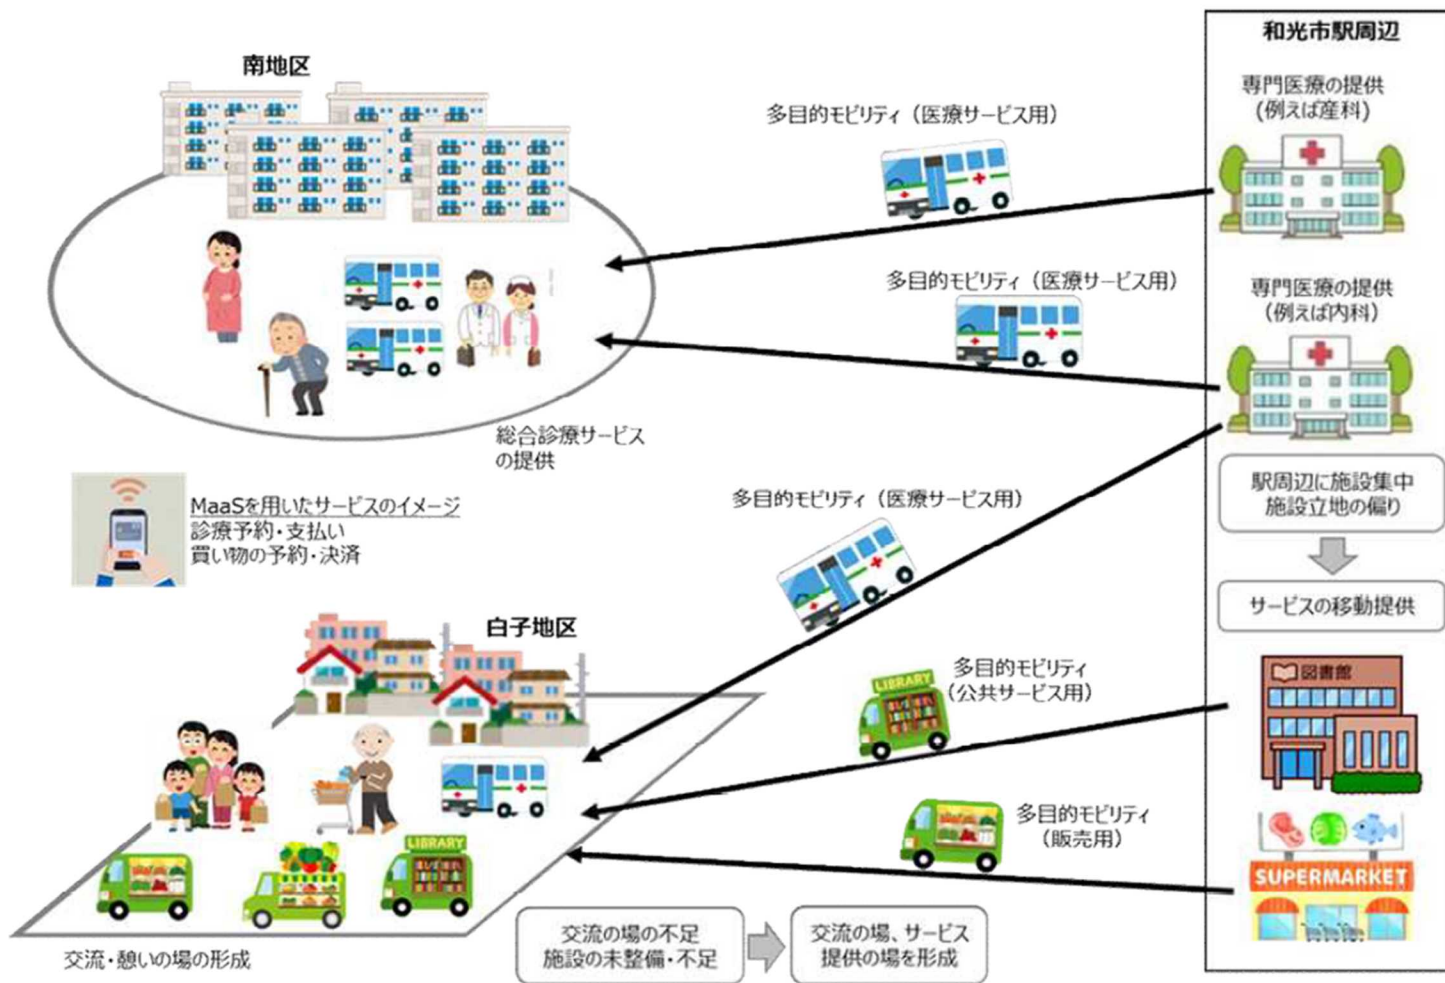 和光市駅周辺
南地区
専門医療の提供
(例えば産科)
多目的モビリティ（医療サービス用）
多目的モビリティ（医療サービス用）
専門医療の提供
（例えば内科）
総合診療サービス
の提供
MaaSを用いたサービスのイメージ
診療予約・支払い
買い物の予約・決済
多目的モビリティ（医療サービス用）
駅周辺に施設集中
施設立地の偏り
サービスの移動提供
白子地区
多目的モビリティ
（公共サービス用）
LIBRARY
図書館
多目的モビリティ
（販売用）
LIBRARY
SUPERMARKET
交流・憩いの場の形成
交流の場の不足
施設の未整備・不足
交流の場、サービス
提供の場を形成